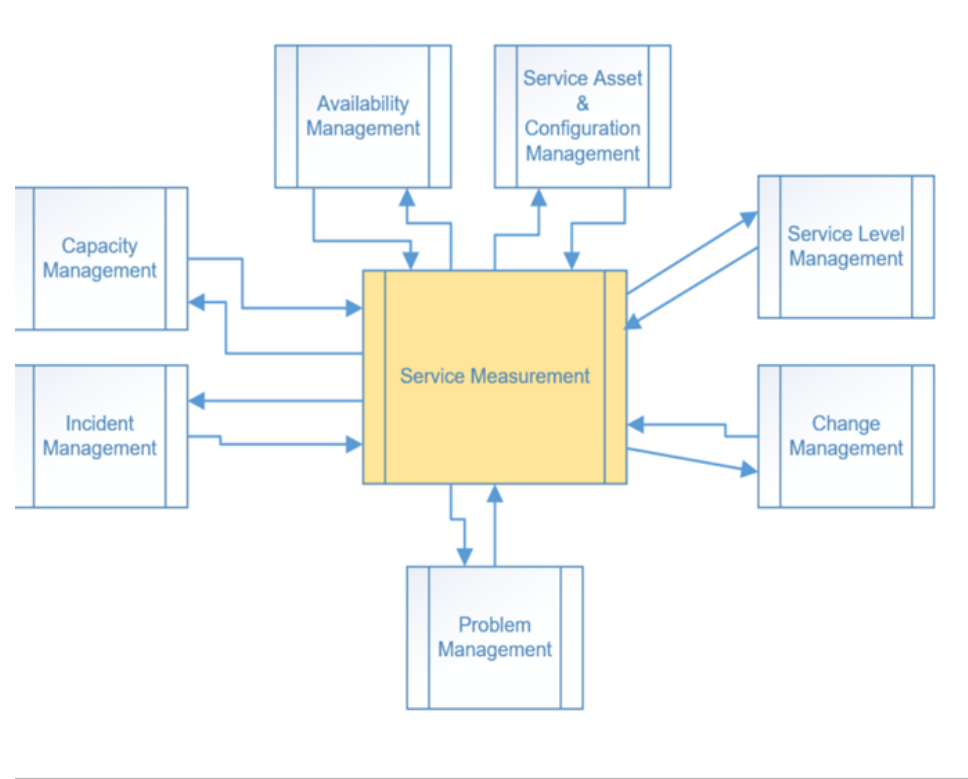 Availability
Management
Service Asset
&
Configuration
Management
Capacity
Management
Service Level
Management
Service Measurement
Incident
Management
Change
Management
Problem
Management